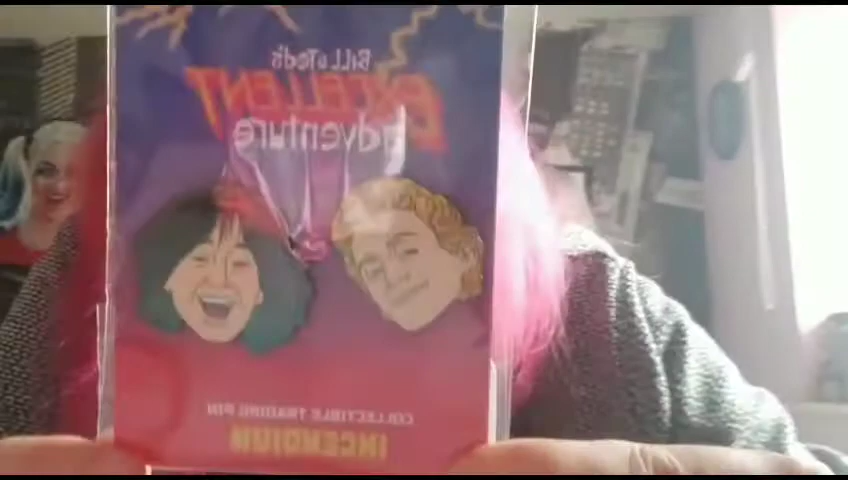 Bill & Ted's
EXCELLENT
adventure
COLLECTIBLE TRADING PIN
INCENDIUM